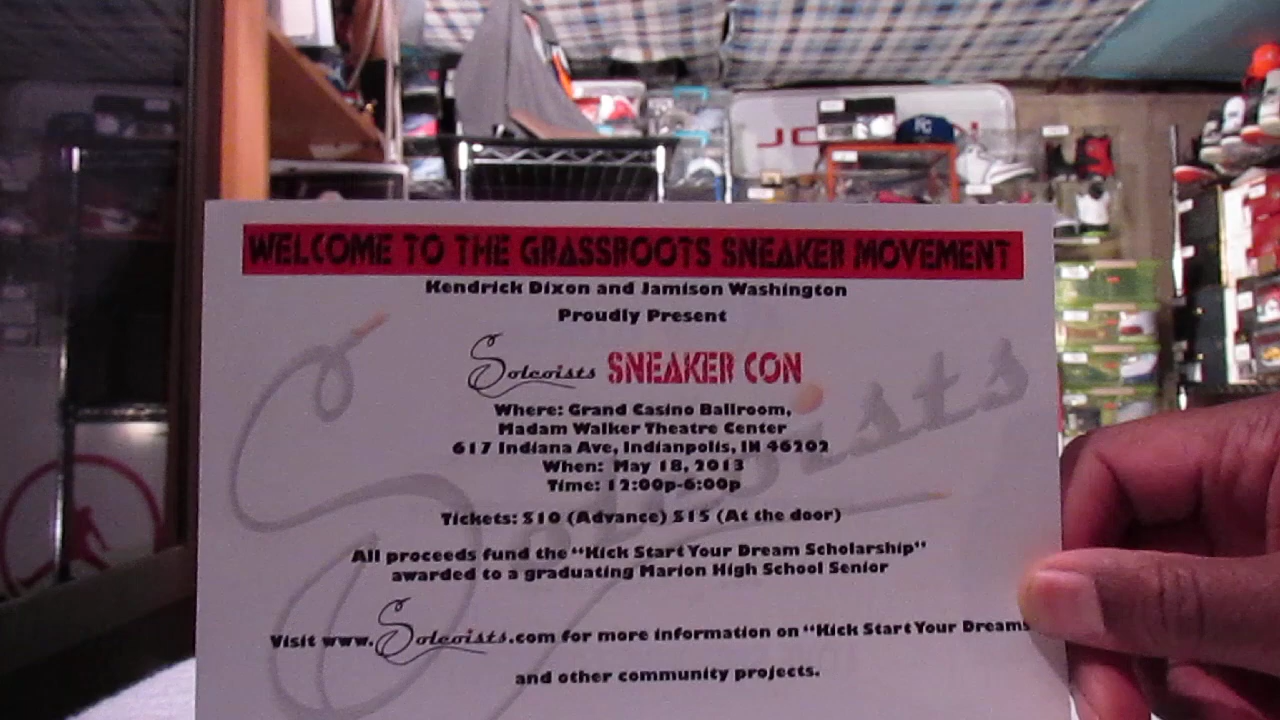 JO N
WELCOME TO THE GRASSROOTS SNEAKER MOVEMENT
Kendrick Dixon and Jamison Washington
Proudly Present
Soleoists SNEAKER CON
Where: Grand Casino Ballroom,
Madam Walker Theatre Center
617 Indiana Ave, Indianpolis, IN 46202
When: May 18, 2013
Time: 12:00p-6:00p
Tickets: $10 (Advance) $15 (At the door)
All proceeds fund the "Kick Start Your Dream Scholarship"
awarded to a graduating Marion High School Senior
Visit www.Soleoists.com for more information on "Kick Start Your Dreams
and other community projects.
Soleoists